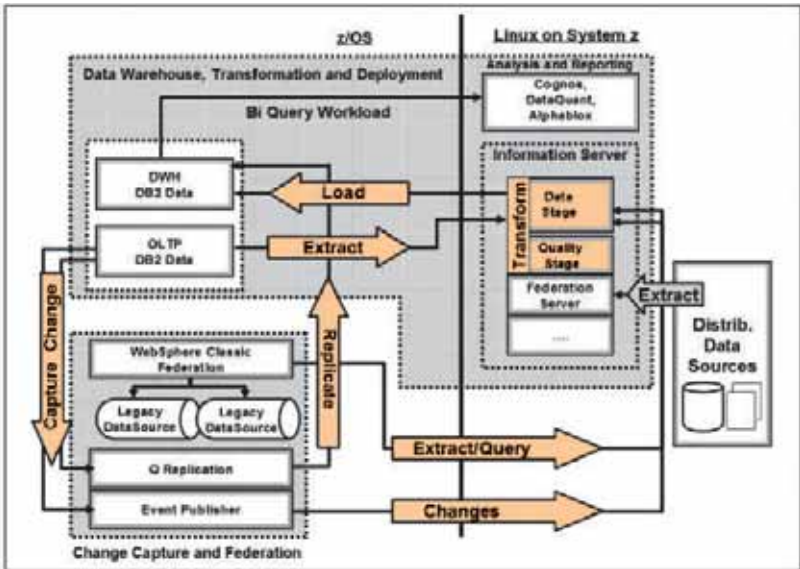 z/OS
Linux on System z
Data Warehouse, Transformation and Deployment
Analysis and Reporting
Cognos,
DataQuant,
Alphablox
Bi Query Workload
Information Server
DWH
DB2 Data
Load
Data
Stage
Transform
OLTP
DB2 Data
Extract
Quality
Stage
Federation
Server
....
Extract
Distrib.
Data
Sources
Capture Change
Replicate
WebSphere Classic
Federation
Legacy
DataSource
Legacy
DataSource
Q Replication
Extract/Query
Event Publisher
Changes
Change Capture and Federation